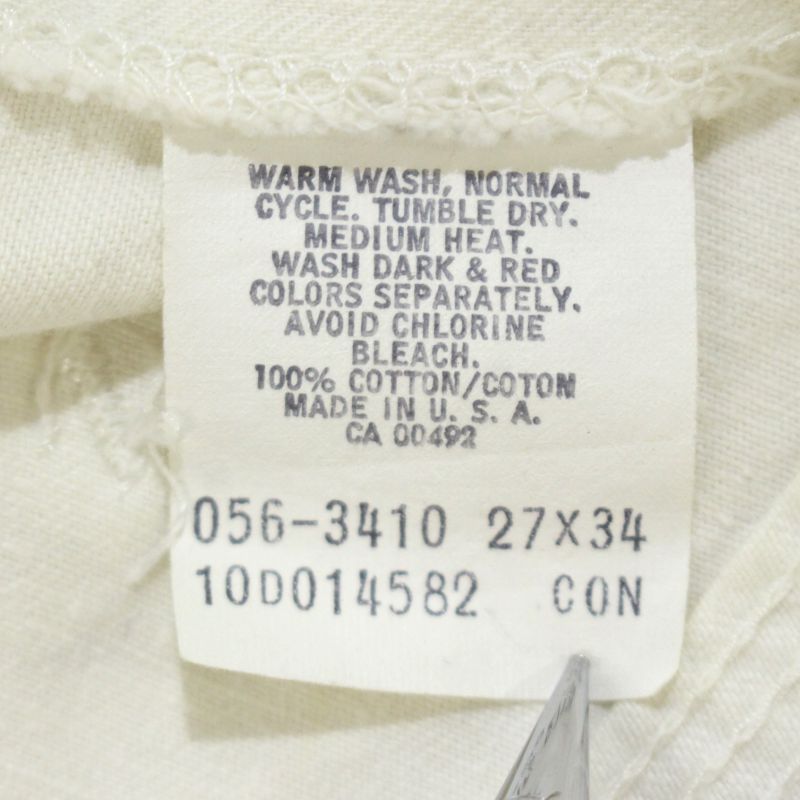 WARM WASH, NORMAL
CYCLE. TUMBLE DRY.
MEDIUM HEAT.
WASH DARK & RED
COLORS SEPARATELY.
AVOID CHLORINE
BLEACH.
100% COTTON/COTON
MADE IN U. S. A.
CA 00492
056-3410 27X34
10D014582 CON